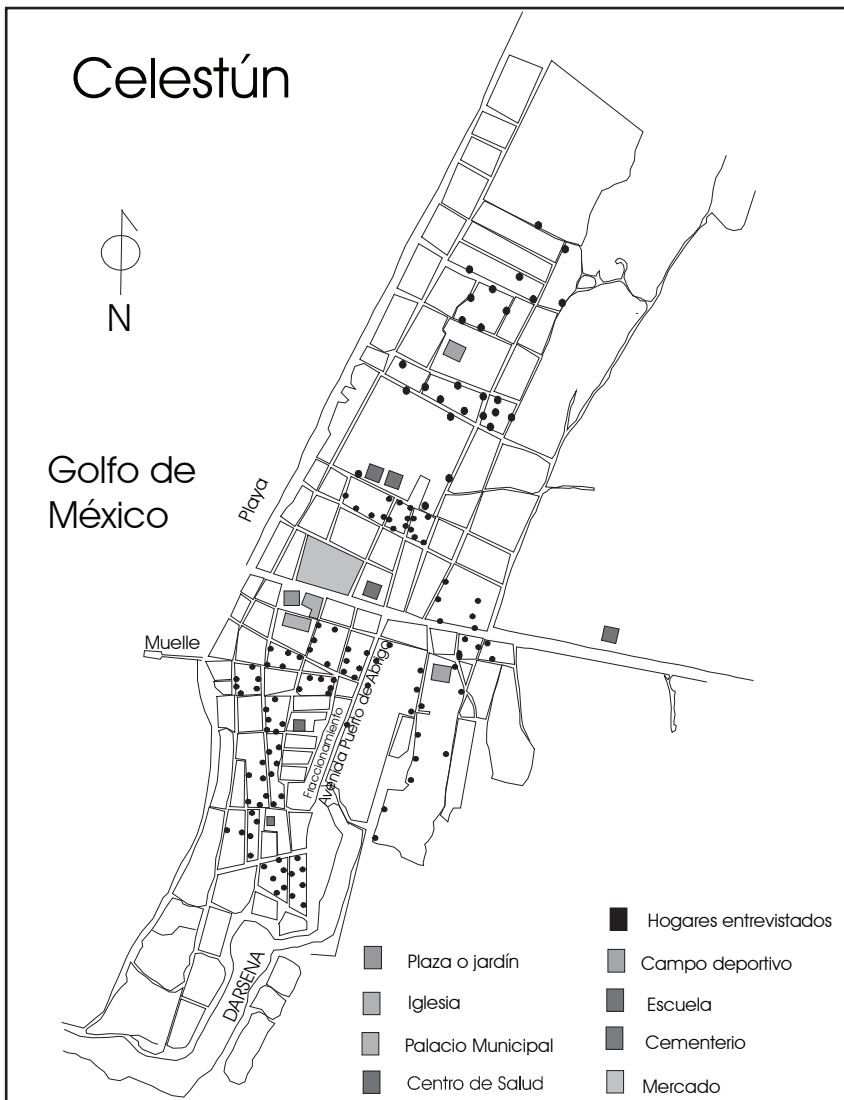 Celestún
N
Golfo de
México
Playa
Muelle
Fraccionamiento
Avenida Puerto de Abrigo
DARSENA
Plaza o jardín
Iglesia
Palacio Municipal
Centro de Salud
Hogares entrevistados
Campo deportivo
Escuela
Cementerio
Mercado